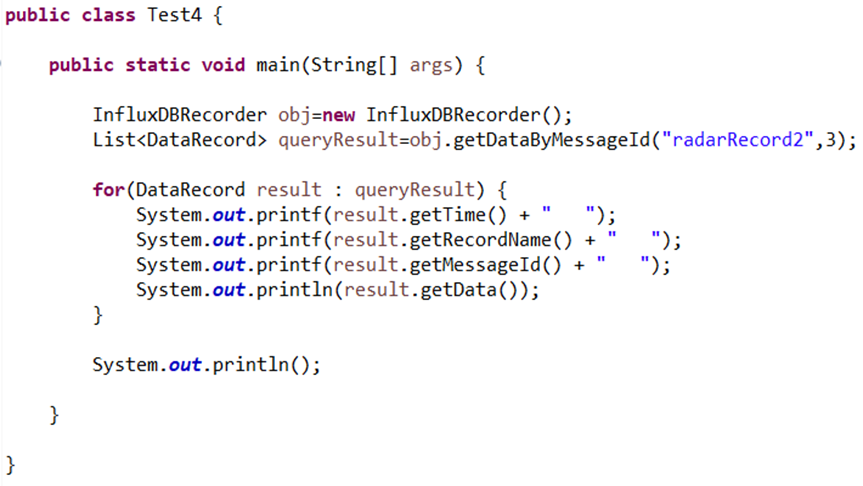 public class Test4 {
public static void main(String[] args) {
InfluxDBRecorder obj=new InfluxDBRecorder();
List<DataRecord> queryResult=obj.getDataByMessageId("radarRecord2",3);
for(DataRecord result : queryResult) {
System.out.printf(result.getTime() + "   ");
System.out.printf(result.getRecordName() + "   ");
System.out.printf(result.getMessageId() + "   ");
System.out.println(result.getData());
}
System.out.println();
}
}